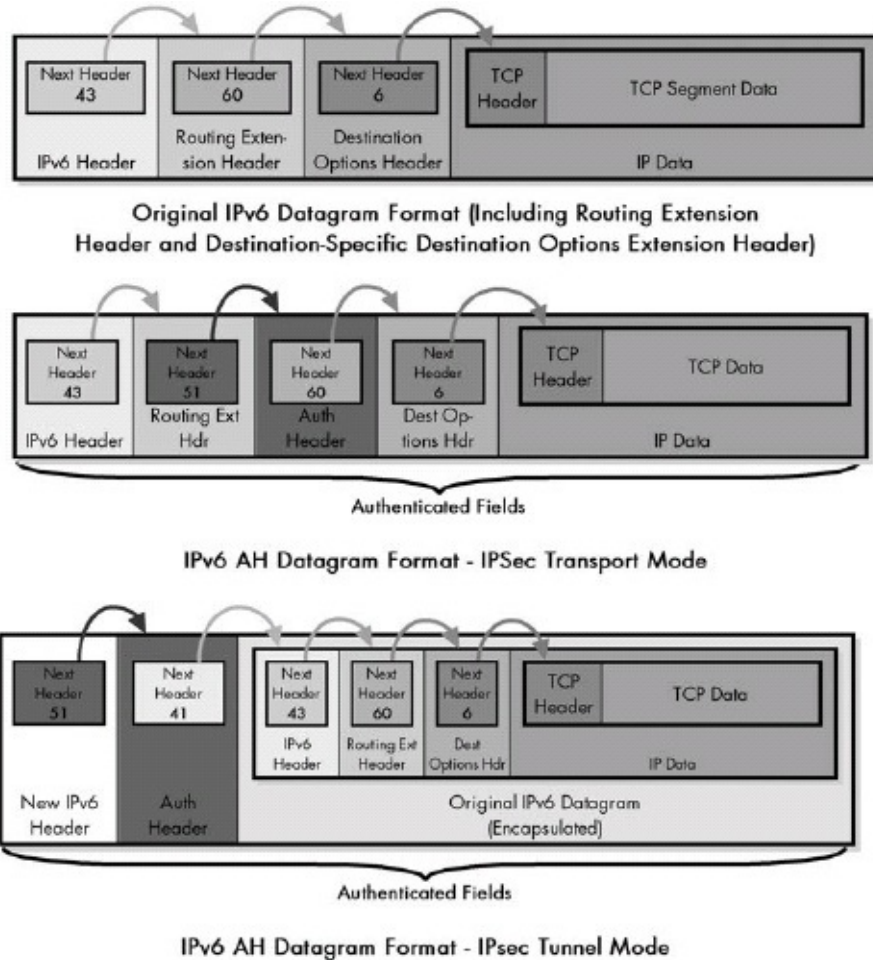 Next Header
43
IPv6 Header
Next Header
60
Routing Exten-
sion Header
Next Header
6
Destination
Options Header
TCP
Header
TCP Segment Data
IP Data
Original IPv6 Datagram Format (Including Routing Extension
Header and Destination-Specific Destination Options Extension Header)
Next
Header
43
IPv6 Header
Next
Header
51
Routing Ext
Hdr
Next
Header
60
Auth
Header
Next
Header
6
Dest Op-
tions Hdr
TCP
Header
TCP Data
IP Data
Authenticated Fields
IPv6 AH Datagram Format - IPSec Transport Mode
Next
Header
51
New IPv6
Header
Next
Header
41
Auth
Header
Next
Header
43
IPv6
Header
Next
Header
60
Routing Ext
Header
Next
Header
6
Dest
Options Hdr
TCP
Header
TCP Data
IP Data
Original IPv6 Datagram
(Encapsulated)
Authenticated Fields
IPv6 AH Datagram Format - IPsec Tunnel Mode